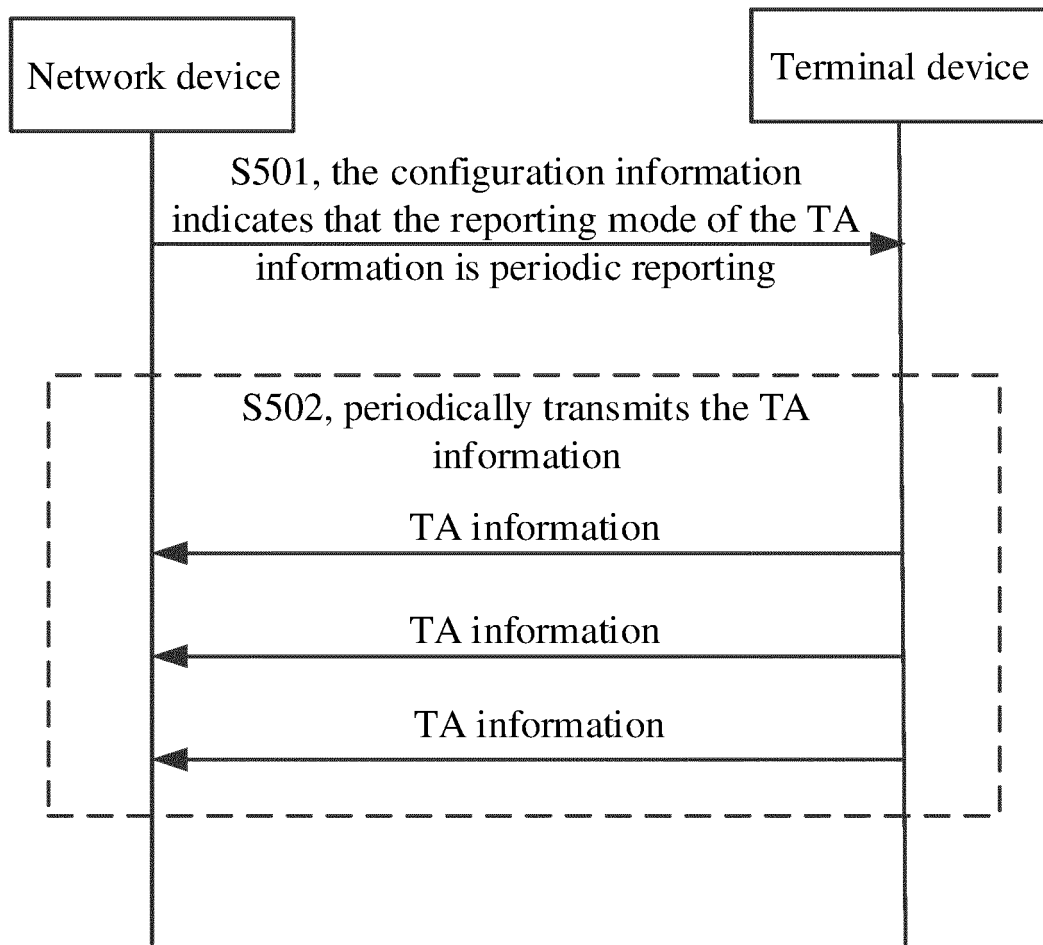 Network device
Terminal device
S501, the configuration information
indicates that the reporting mode of the TA
information is periodic reporting
S502, periodically transmits the TA
information
TA information
TA information
TA information